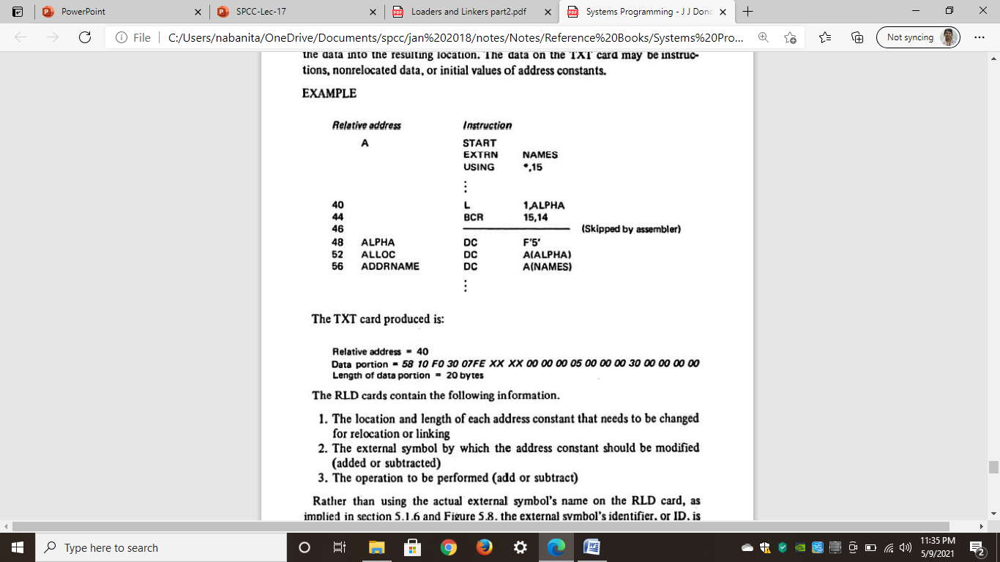 PowerPoint
SPCC-Lec-17
Loaders and Linkers part2.pdf
Systems Programming - J J Dono
File
C:/Users/nabanita/OneDrive/Documents/spcc/jan%202018/notes/Notes/Reference%20Books/Systems%20Pro...
Not syncing
the data into the resulting location. The data on the TXT card may be instruc-
tions, nonrelocated data, or initial values of address constants.
EXAMPLE
Relative address Instruction
A START
EXTRN NAMES
USING *,15
⋮
40 L 1,ALPHA
44 BCR 15,14
46 (Skipped by assembler)
48 ALPHA DC F'5'
52 ALLOC DC A(ALPHA)
56 ADDRNAME DC A(NAMES)
⋮
The TXT card produced is:
Relative address = 40
Data portion = 58 10 F0 30 07FE XX XX 00 00 00 05 00 00 00 30 00 00 00 00
Length of data portion = 20 bytes
The RLD cards contain the following information.
1. The location and length of each address constant that needs to be changed
for relocation or linking
2. The external symbol by which the address constant should be modified
(added or subtracted)
3. The operation to be performed (add or subtract)
Rather than using the actual external symbol's name on the RLD card, as
implied in section 5.1.6 and Figure 5.8, the external symbol's identifier, or ID, is
Type here to search
11:35 PM
5/9/2021
2